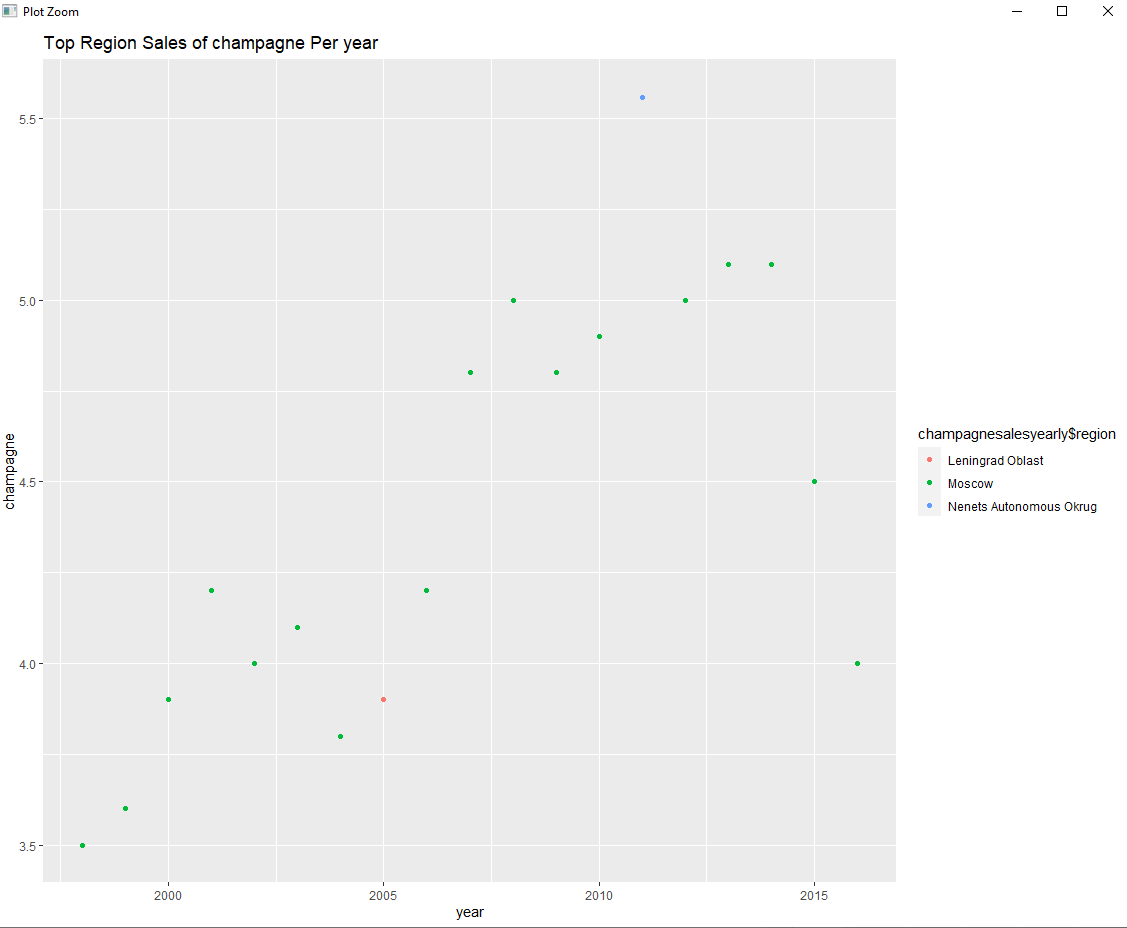 Plot Zoom
Top Region Sales of champagne Per year
5.5
5.0
4.5
4.0
3.5
champagne
2000 2005 2010 2015
year
champagnesalesyearly$region
Leningrad Oblast
Moscow
Nenets Autonomous Okrug